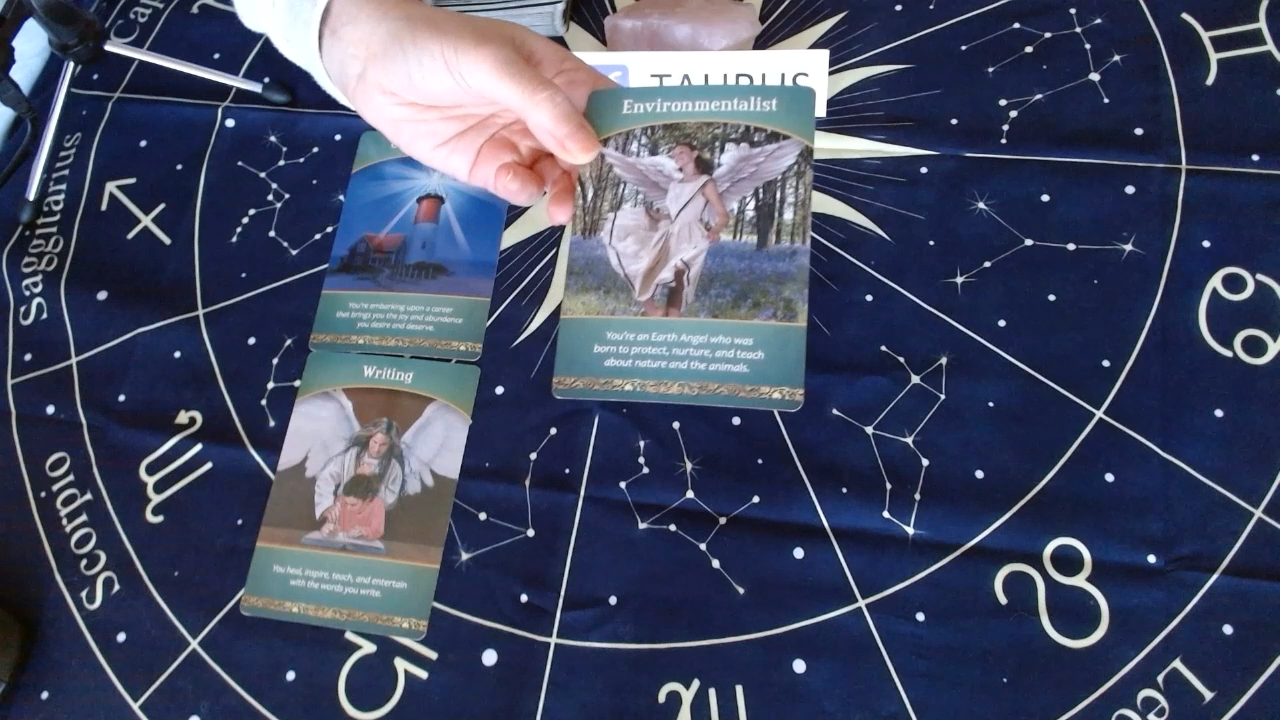 TAURUS
Environmentalist
You're an Earth Angel who was
born to protect, nurture, and teach
about nature and the animals.
You're embarking upon a career
that brings you the joy and abundance
you desire and deserve.
Writing
You heal, inspire, teach, and entertain
with the words you write.
Cap
Saggitarius
Scorpio
Leo